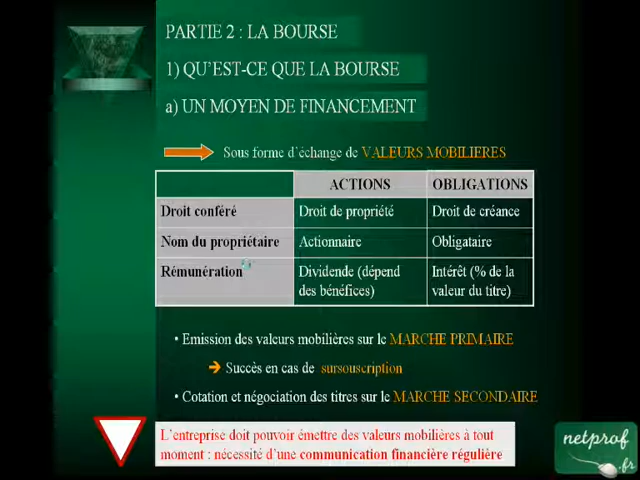 PARTIE 2 : LA BOURSE
1) QU'EST-CE QUE LA BOURSE
a) UN MOYEN DE FINANCEMENT
Sous forme d'échange de VALEURS MOBILIERES
ACTIONS OBLIGATIONS
Droit conféré Droit de propriété Droit de créance
Nom du propriétaire Actionnaire Obligataire
Rémunération Dividende (dépend Intérêt (% de la
des bénéfices) valeur du titre)
• Emission des valeurs mobilières sur le MARCHE PRIMAIRE
➔ Succès en cas de sursouscription
• Cotation et négociation des titres sur le MARCHE SECONDAIRE
L'entreprise doit pouvoir émettre des valeurs mobilières à tout
moment : nécessité d'une communication financière régulière
netprof
.fr